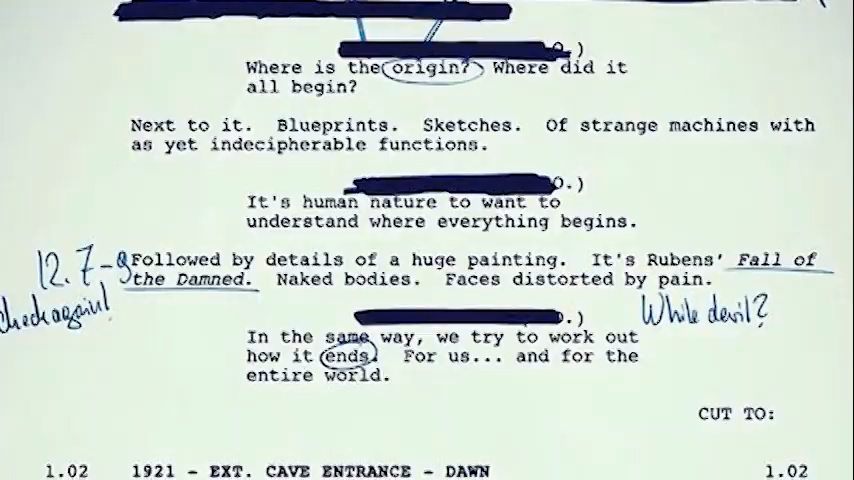 O.)
Where is the origin? Where did it
all begin?
Next to it. Blueprints. Sketches. Of strange machines with
as yet indecipherable functions.
O.)
It's human nature to want to
understand where everything begins.
12.7-9
Followed by details of a huge painting. It's Rubens' Fall of
the Damned. Naked bodies. Faces distorted by pain.
Check again!
While devil?
O.)
In the same way, we try to work out
how it ends. For us... and for the
entire world.
CUT TO:
1.02 1921 - EXT. CAVE ENTRANCE - DAWN 1.02